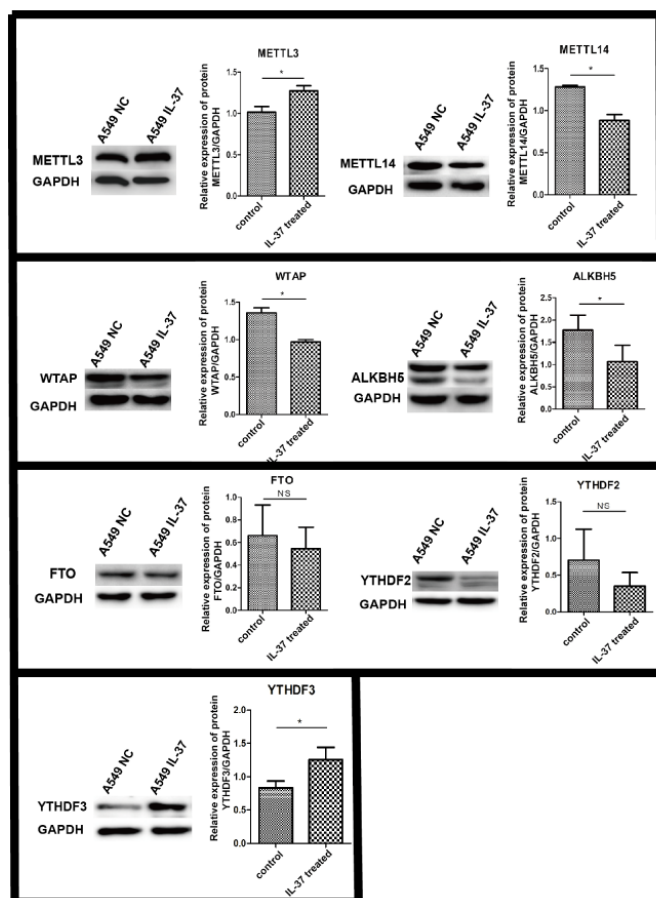 METTL3
A549 NC
A549 IL-37
METTL3
GAPDH
Relative expression of protein
METTL3/GAPDH
1.5
1.0
0.5
0.0
*
control
IL-37 treated
METTL14
A549 NC
A549 IL-37
METTL14
GAPDH
Relative expression of protein
METTL14/GAPDH
1.5
1.0
0.5
0.0
*
control
IL-37 treated
WTAP
A549 NC
A549 IL-37
WTAP
GAPDH
Relative expression of protein
WTAP/GAPDH
1.5
1.0
0.5
0.0
*
control
IL-37 treated
ALKBH5
A549 NC
A549 IL-37
ALKBH5
GAPDH
Relative expression of protein
ALKBH5/GAPDH
2.5
2.0
1.5
1.0
0.5
0.0
*
control
IL-37 treated
FTO
A549 NC
A549 IL-37
FTO
GAPDH
Relative expression of protein
FTO/GAPDH
1.0
0.8
0.6
0.4
0.2
0.0
NS
control
IL-37 treated
YTHDF2
A549 NC
A549 IL-37
YTHDF2
GAPDH
Relative expression of protein
YTHDF2/GAPDH
1.5
1.0
0.5
0.0
NS
control
IL-37 treated
YTHDF3
A549 NC
A549 IL-37
YTHDF3
GAPDH
Relative expression of protein
YTHDF3/GAPDH
2.0
1.5
1.0
0.5
0.0
*
control
IL-37 treated